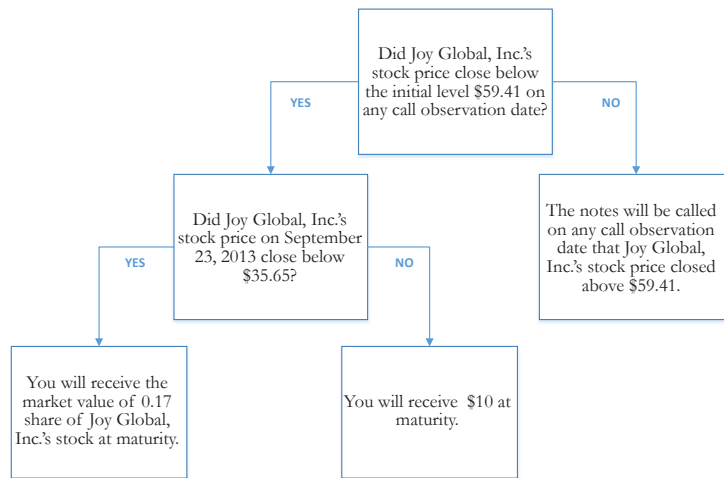 Did Joy Global, Inc.'s
stock price close below
the initial level $59.41 on
any call observation date?
YES
NO
Did Joy Global, Inc.'s
stock price on September
23, 2013 close below
$35.65?
The notes will be called
on any call observation
date that Joy Global,
Inc.'s stock price closed
above $59.41.
YES
NO
You will receive the
market value of 0.17
share of Joy Global,
Inc.'s stock at maturity.
You will receive $10 at
maturity.